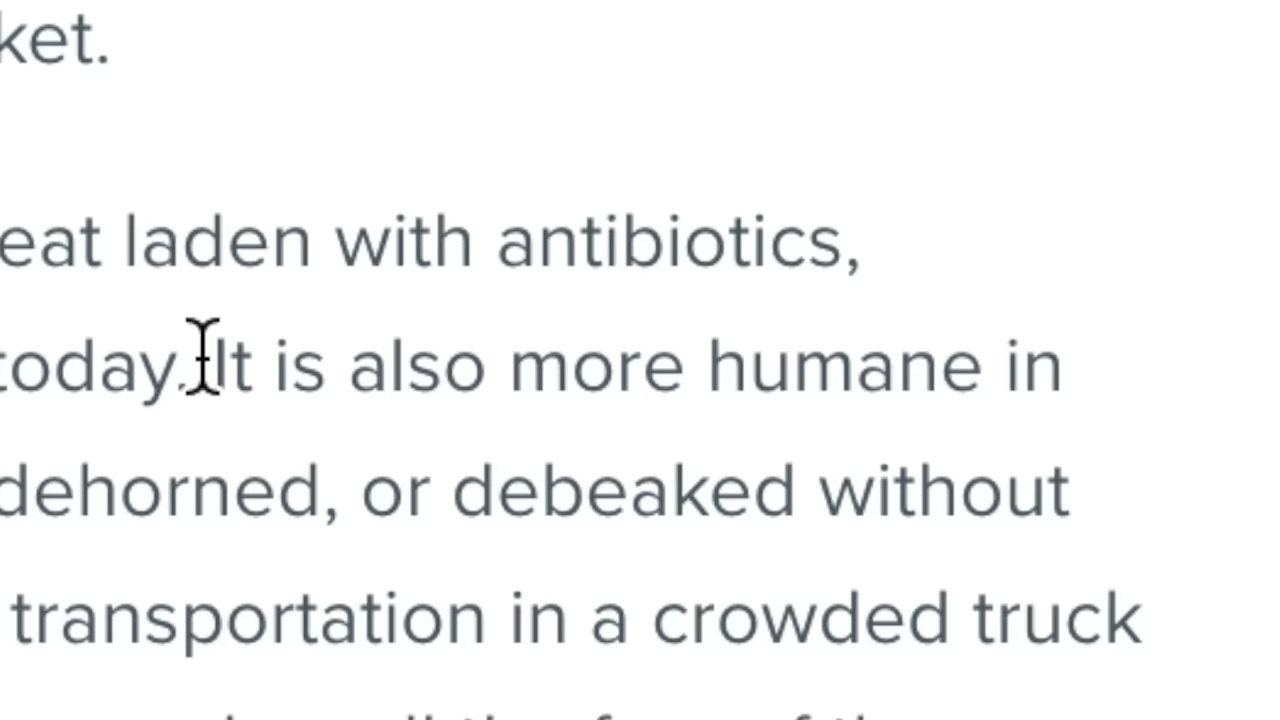 ket.
eat laden with antibiotics,
today. It is also more humane in
dehorned, or debeaked without
transportation in a crowded truck